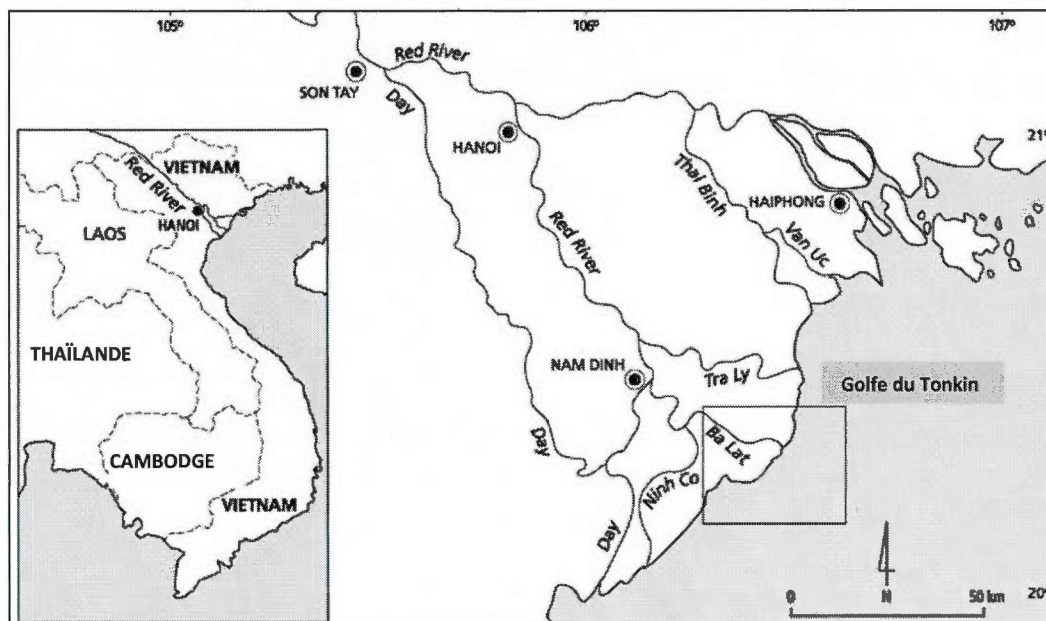 105°
106°
107°
Red River
SON TAY
Day
HANOI
21°
Thai Binh
HAIPHONG
Van Uc
Red River
NAM DINH
Tra Ly
Golfe du Tonkin
Day
Ba Lat
Ninh Co
Day
N
0
50 km
20°
VIETNAM
Red River
HANOI
LAOS
THAÏLANDE
CAMBODGE
VIETNAM